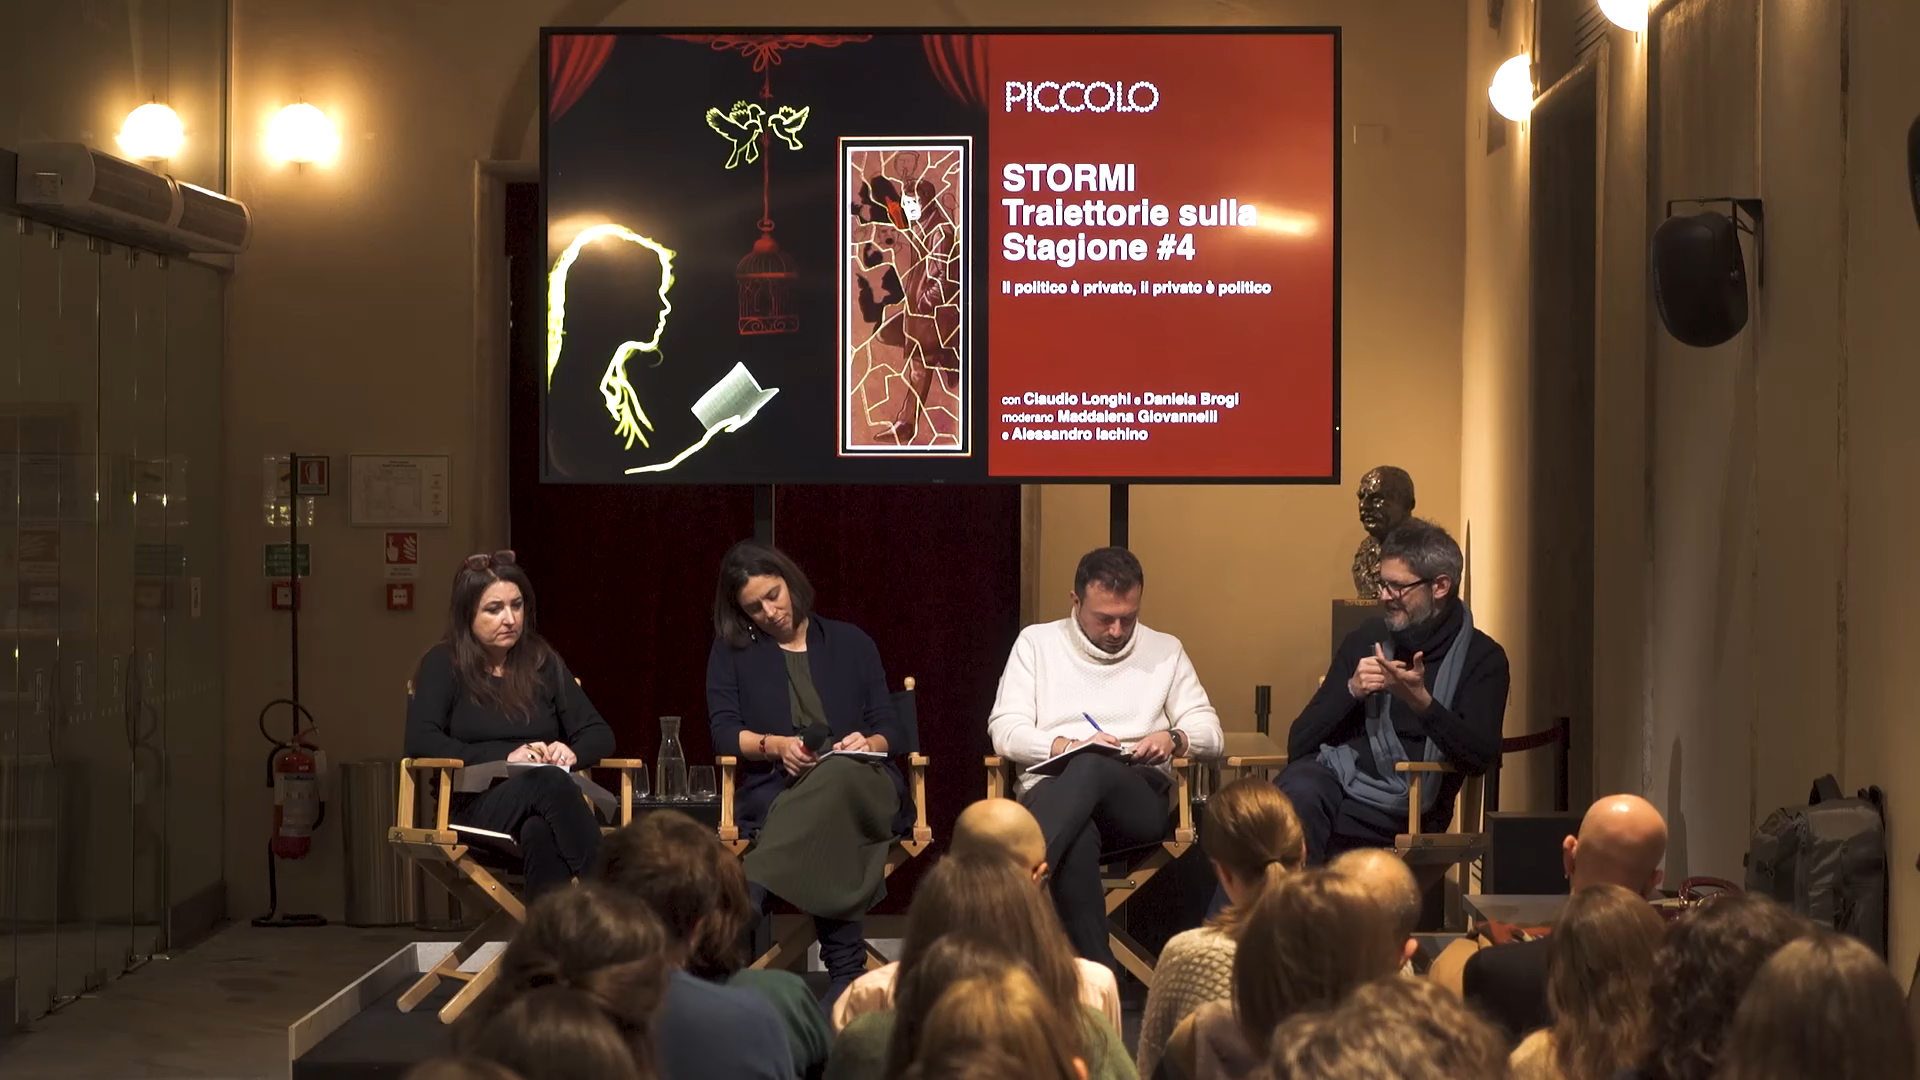 PICCOLO
STORMI
Traiettorie sulla
Stagione #4
Il politico è privato, il privato è politico
con Claudio Longhi e Daniela Brogi
moderano Maddalena Giovannelli
e Alessandro Iachino